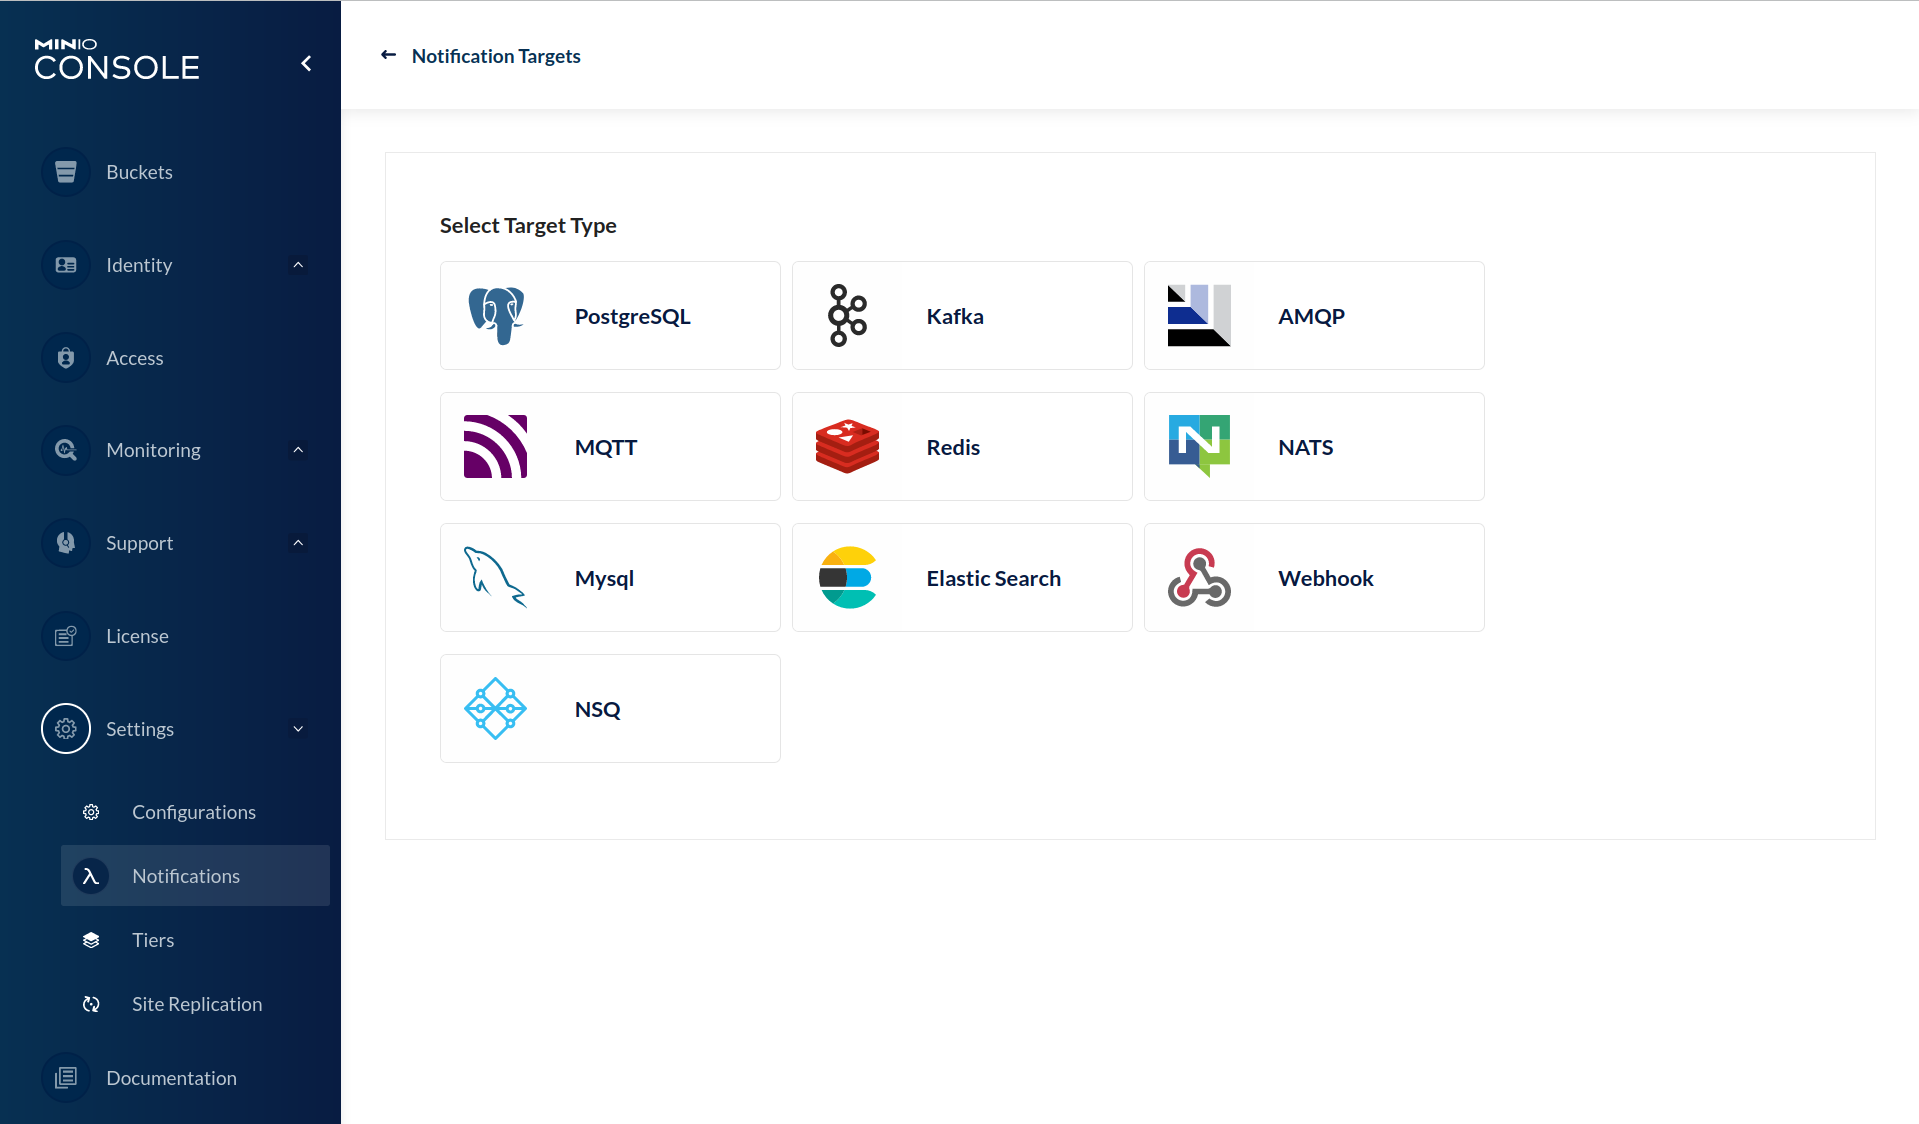 MINIO
CONSOLE
Buckets
Identity
Access
Monitoring
Support
License
Settings
Configurations
Notifications
Tiers
Site Replication
Documentation
Notification Targets
Select Target Type
PostgreSQL
Kafka
AMQP
MQTT
Redis
NATS
Mysql
Elastic Search
Webhook
NSQ